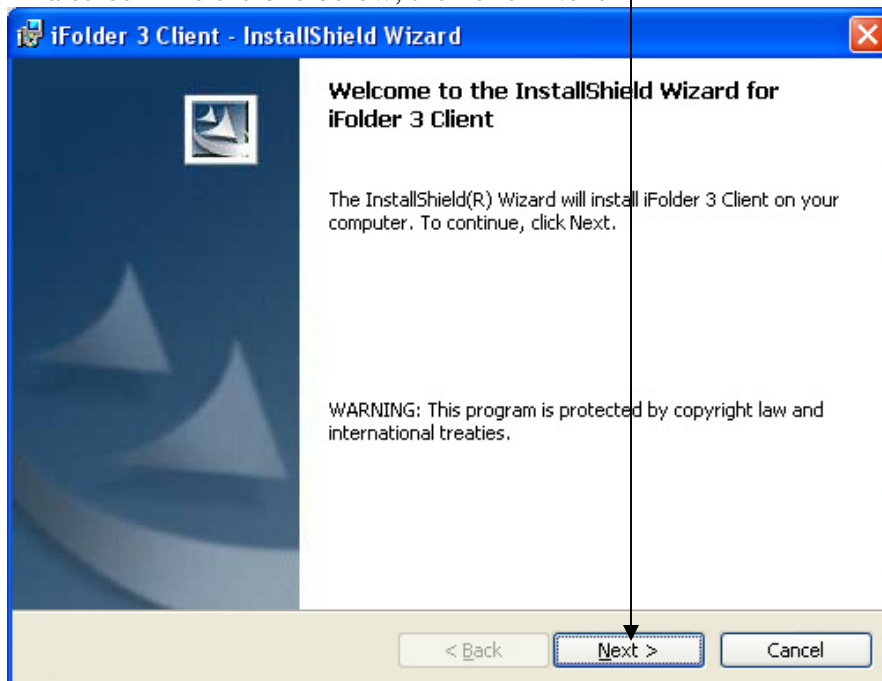 iFolder 3 Client - InstallShield Wizard
Welcome to the InstallShield Wizard for
iFolder 3 Client
The InstallShield(R) Wizard will install iFolder 3 Client on your
computer. To continue, click Next.
WARNING: This program is protected by copyright law and
international treaties.
< Back Next > Cancel